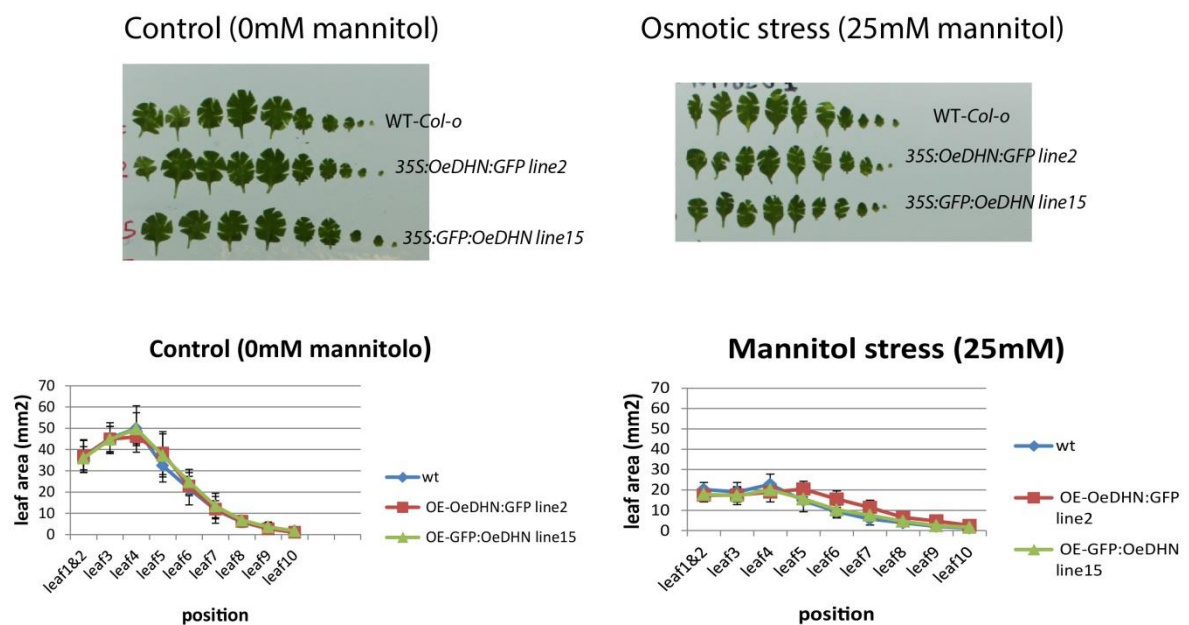 Control (0mM mannitol)
Osmotic stress (25mM mannitol)
WT-Col-o
35S:OeDHN:GFP line2
5
35S:GFP:OeDHN line15
WT-Col-o
35S:OeDHN:GFP line2
35S:GFP:OeDHN line15
Control (0mM mannitolo)
leaf area (mm2)
70
60
50
40
30
20
10
0
leaf1&2
leaf3
leaf4
leaf5
leaf6
leaf7
leaf8
leaf9
leaf10
position
wt
OE-OeDHN:GFP line2
OE-GFP:OeDHN line15
Mannitol stress (25mM)
leaf area (mm2)
70
60
50
40
30
20
10
0
leaf1&2
leaf3
leaf4
leaf5
leaf6
leaf7
leaf8
leaf9
leaf10
position
wt
OE-OeDHN:GFP
line2
OE-GFP:OeDHN
line15